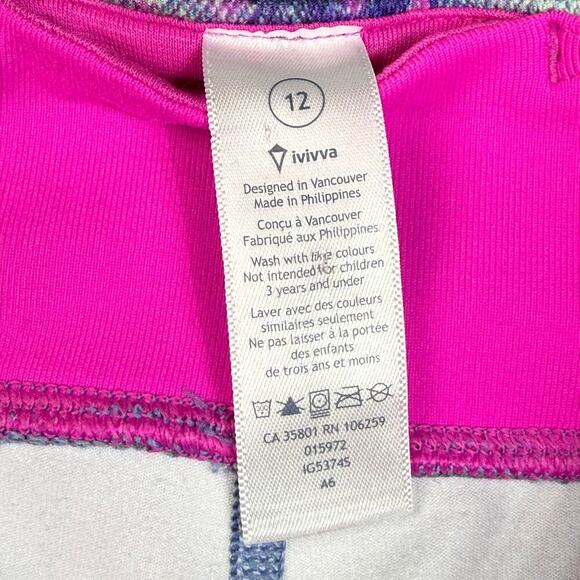 12
ivivva
Designed in Vancouver
Made in Philippines
Conçu à Vancouver
Fabriqué aux Philippines
Wash with like colours
Not intended for children
3 years and under
Laver avec des couleurs
similaires seulement
Ne pas laisser à la portée
des enfants
de trois ans et moins
CA 35801 RN 106259
015972
IG5374S
A6